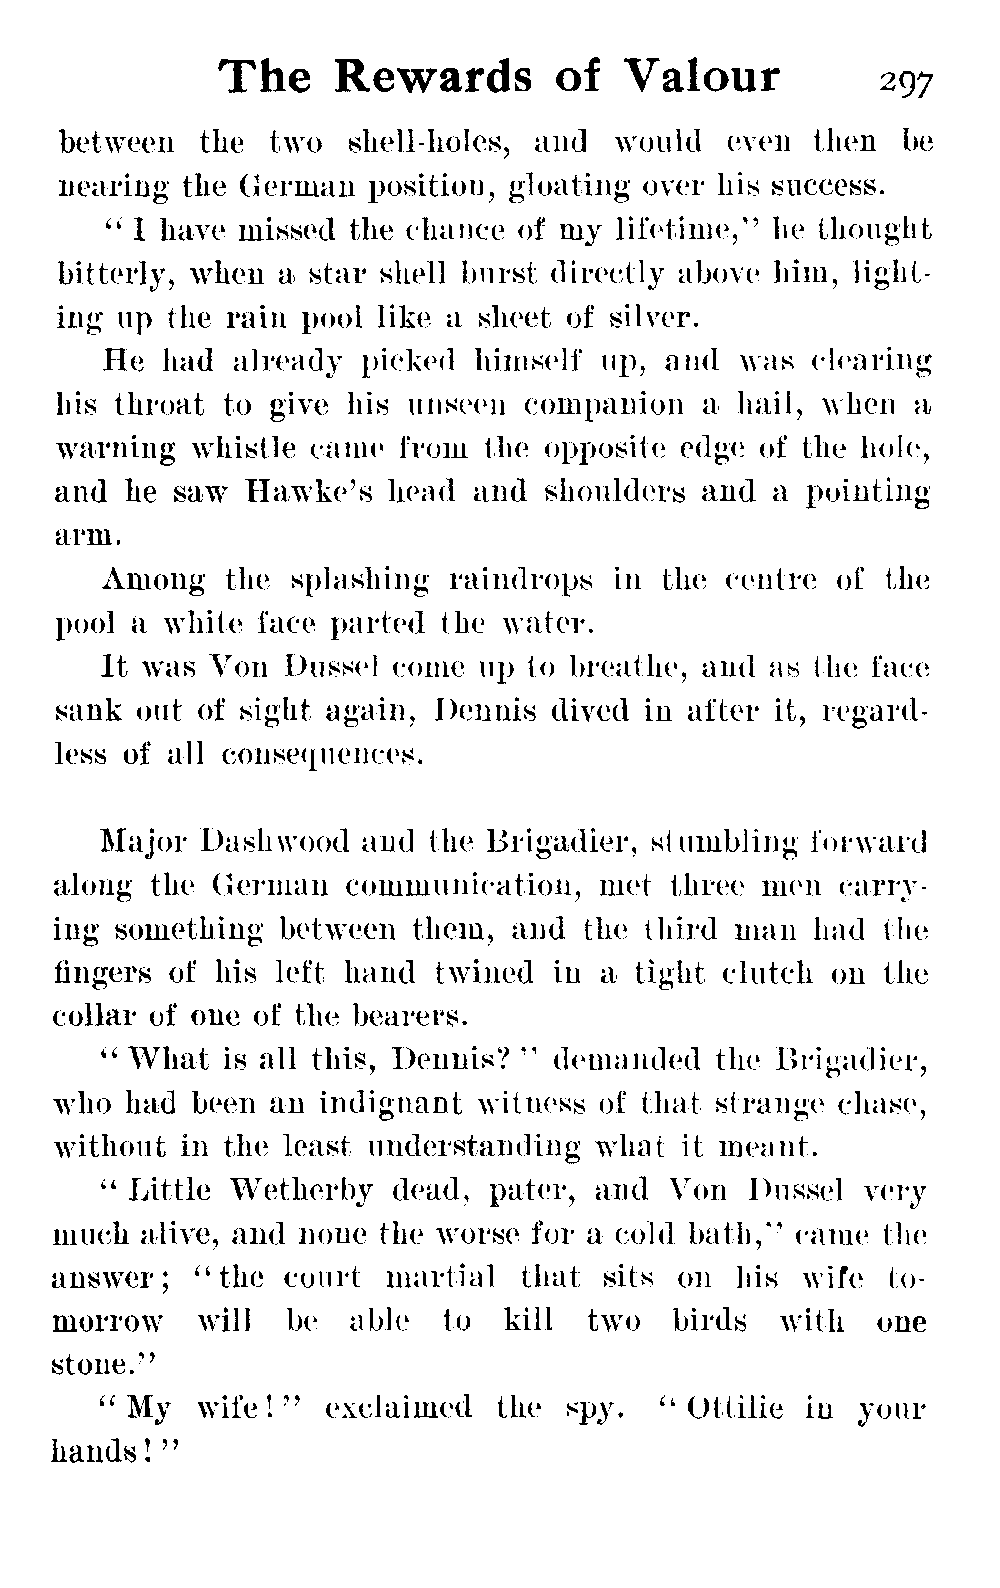 The Rewards of Valour 297
between the two shell-holes, and would even then be
nearing the German position, gloating over his success.
“ I have missed the chance of my lifetime,” he thought
bitterly, when a star shell burst directly above him, light-
ing up the rain pool like a sheet of silver.
He had already picked himself up, and was clearing
his throat to give his unseen companion a hail, when a
warning whistle came from the opposite edge of the hole,
and he saw Hawke’s head and shoulders and a pointing
arm.
Among the splashing raindrops in the centre of the
pool a white face parted the water.
It was Von Dussel come up to breathe, and as the face
sank out of sight again, Dennis dived in after it, regard-
less of all consequences.
Major Dashwood and the Brigadier, stumbling forward
along the German communication, met three men carry-
ing something between them, and the third man had the
fingers of his left hand twined in a tight clutch on the
collar of one of the bearers.
“ What is all this, Dennis? ” demanded the Brigadier,
who had been an indignant witness of that strange chase,
without in the least understanding what it meant.
“ Little Wetherby dead, pater, and Von Dussel very
much alive, and none the worse for a cold bath,” came the
answer; “the court martial that sits on his wife to-
morrow will be able to kill two birds with one
stone.”
“ My wife! ” exclaimed the spy. “ Ottilie in your
hands! ”